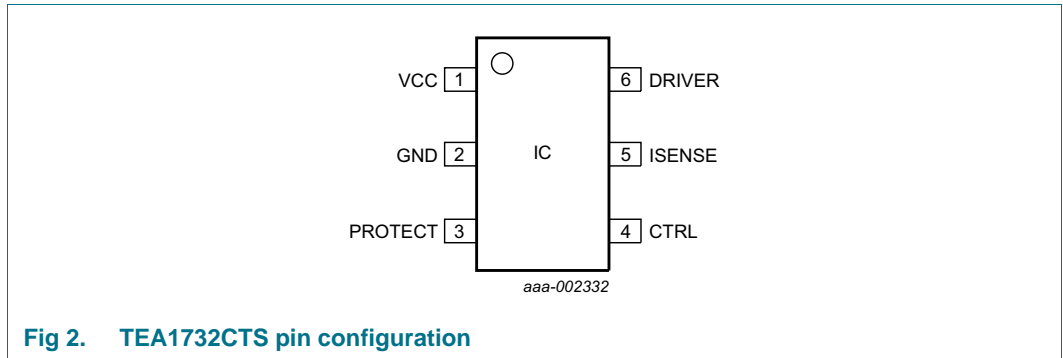 VCC 1 6 DRIVER
GND 2 IC 5 ISENSE
PROTECT 3 4 CTRL
aaa-002332
Fig 2. TEA1732CTS pin configuration